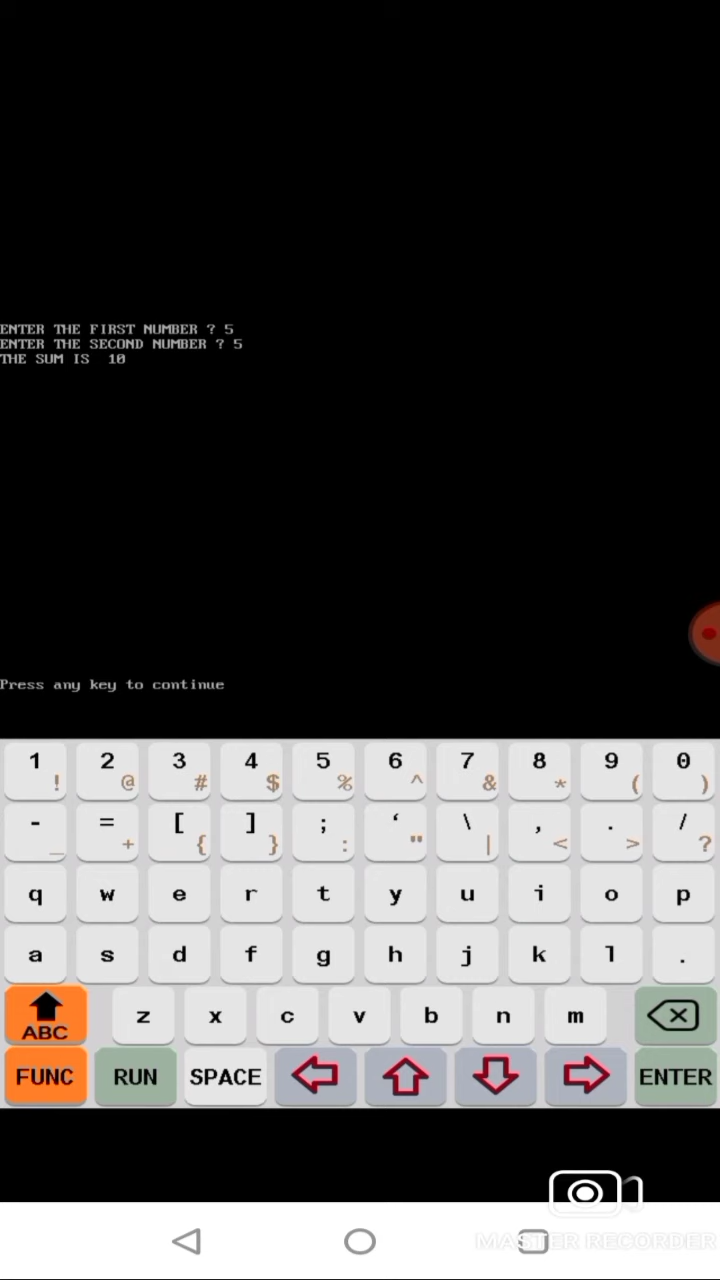 ENTER THE FIRST NUMBER ? 5
ENTER THE SECOND NUMBER ? 5
THE SUM IS  10
Press any key to continue
1 ! 2 @ 3 # 4 $ 5 % 6 ^ 7 & 8 * 9 ( 0 )
- _ = + [ { ] } ; : ‘ " \ | , < . > / ?
q w e r t y u i o p
a s d f g h j k l .
ABC z x c v b n m
FUNC RUN SPACE ENTER
MASTER RECORDER